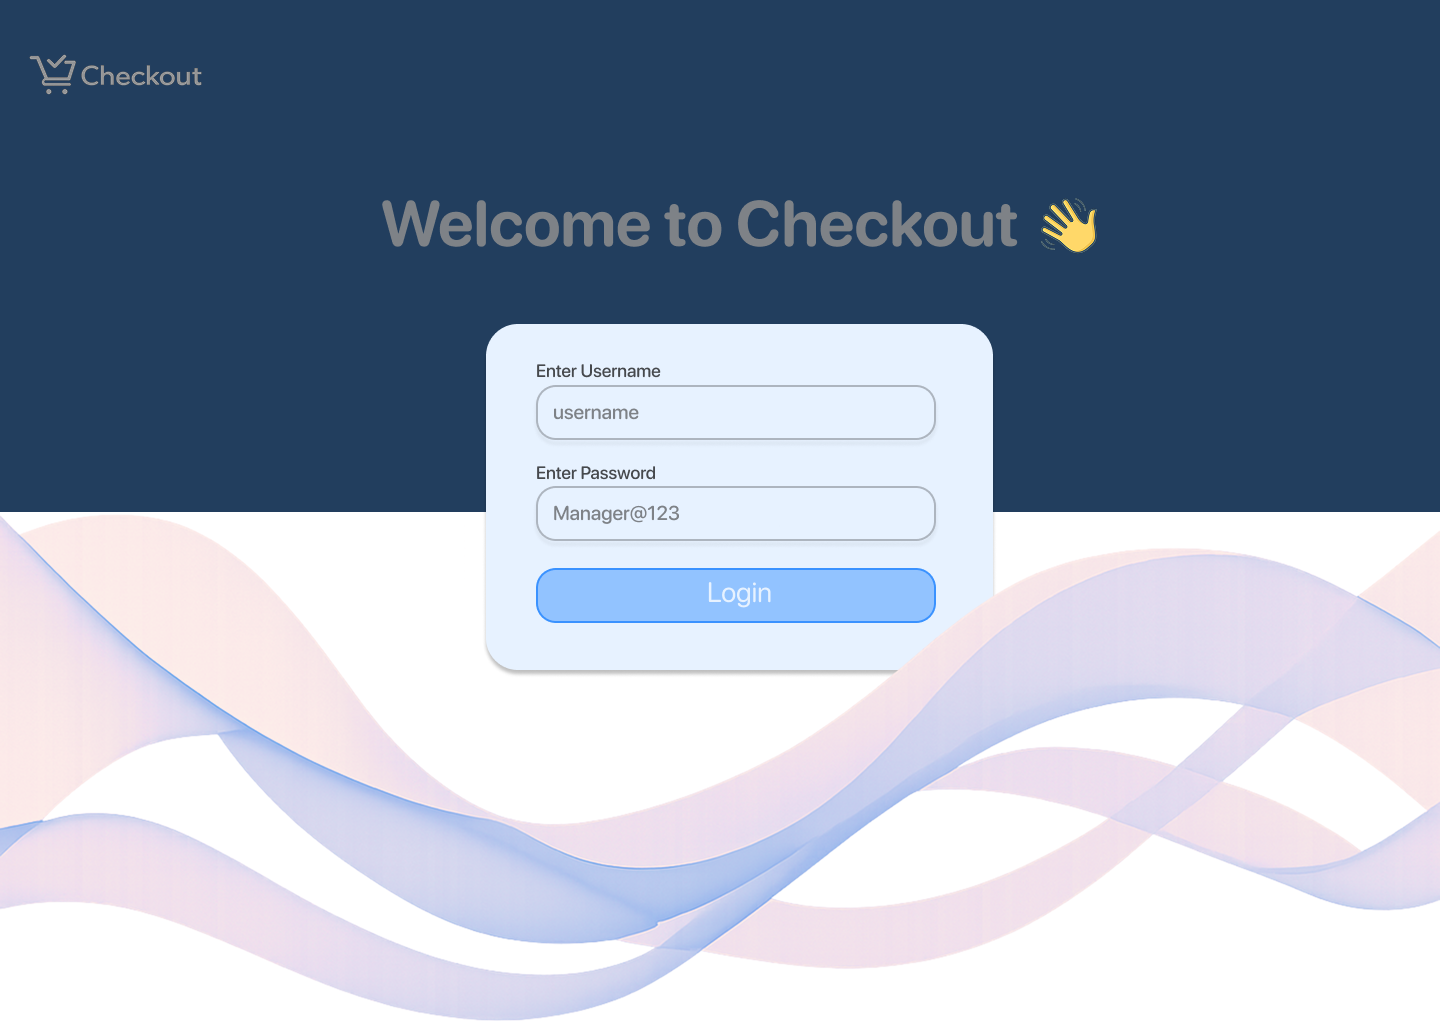 Checkout
Welcome to Checkout 👋
Enter Username
username
Enter Password
Manager@123
Login